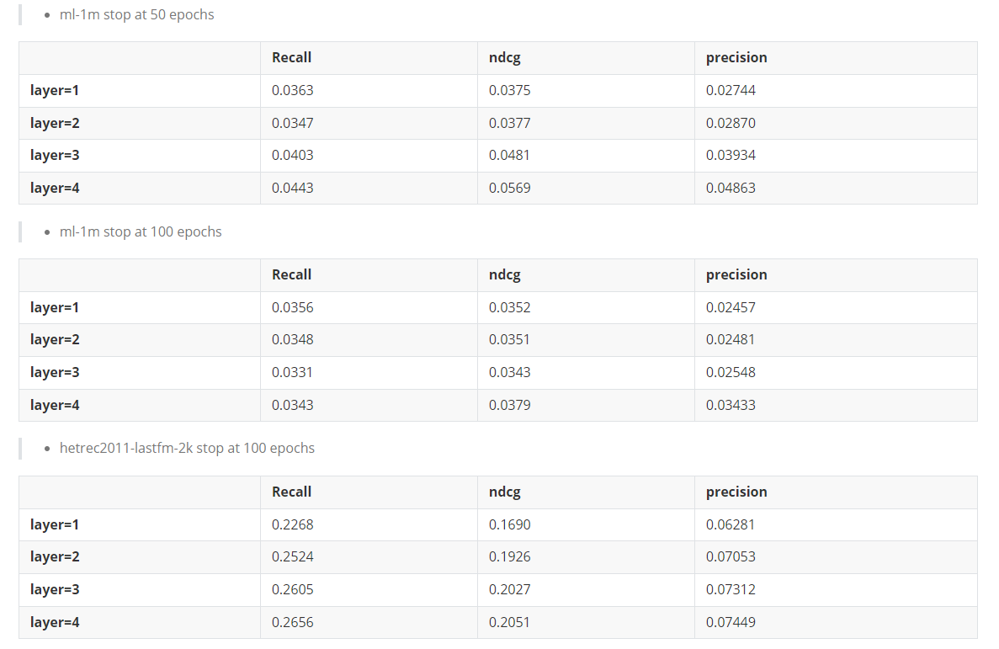 ml-1m stop at 50 epochs
Recall ndcg precision
layer=1 0.0363 0.0375 0.02744
layer=2 0.0347 0.0377 0.02870
layer=3 0.0403 0.0481 0.03934
layer=4 0.0443 0.0569 0.04863
ml-1m stop at 100 epochs
Recall ndcg precision
layer=1 0.0356 0.0352 0.02457
layer=2 0.0348 0.0351 0.02481
layer=3 0.0331 0.0343 0.02548
layer=4 0.0343 0.0379 0.03433
hetrec2011-lastfm-2k stop at 100 epochs
Recall ndcg precision
layer=1 0.2268 0.1690 0.06281
layer=2 0.2524 0.1926 0.07053
layer=3 0.2605 0.2027 0.07312
layer=4 0.2656 0.2051 0.07449